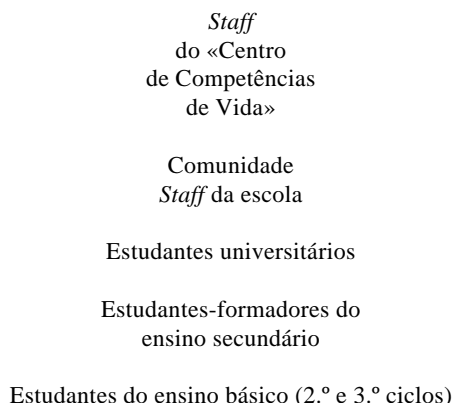 Staff
do «Centro
de Competências
de Vida»
Comunidade
Staff da escola
Estudantes universitários
Estudantes-formadores do
ensino secundário
Estudantes do ensino básico (2.º e 3.º ciclos)